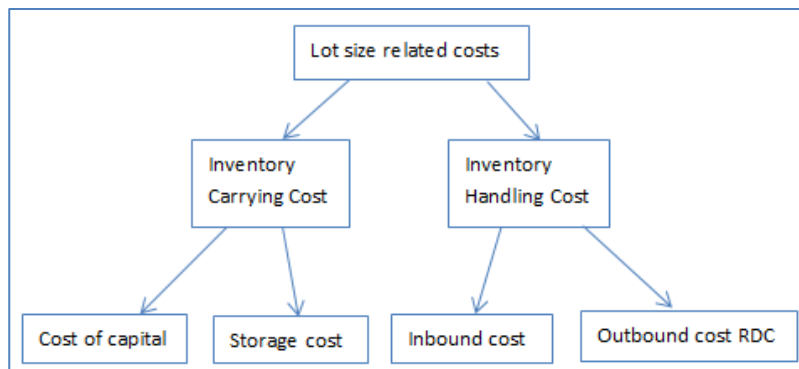 Lot size related costs
Inventory
Carrying Cost
Inventory
Handling Cost
Cost of capital
Storage cost
Inbound cost
Outbound cost RDC